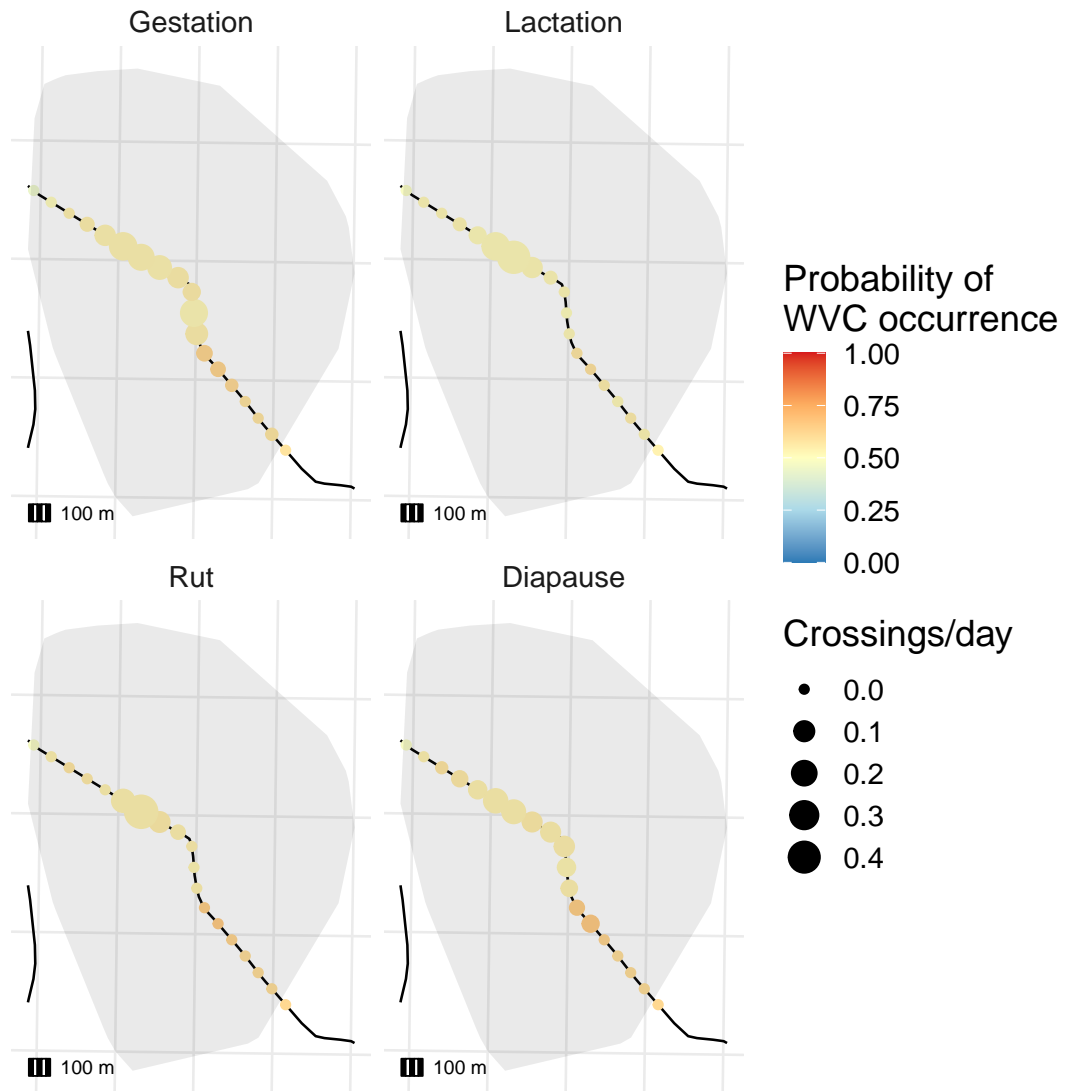 Gestation
Lactation
100 m
100 m
Rut
Diapause
100 m
100 m
Probability of
WVC occurrence
1.00
0.75
0.50
0.25
0.00
Crossings/day
0.0
0.1
0.2
0.3
0.4